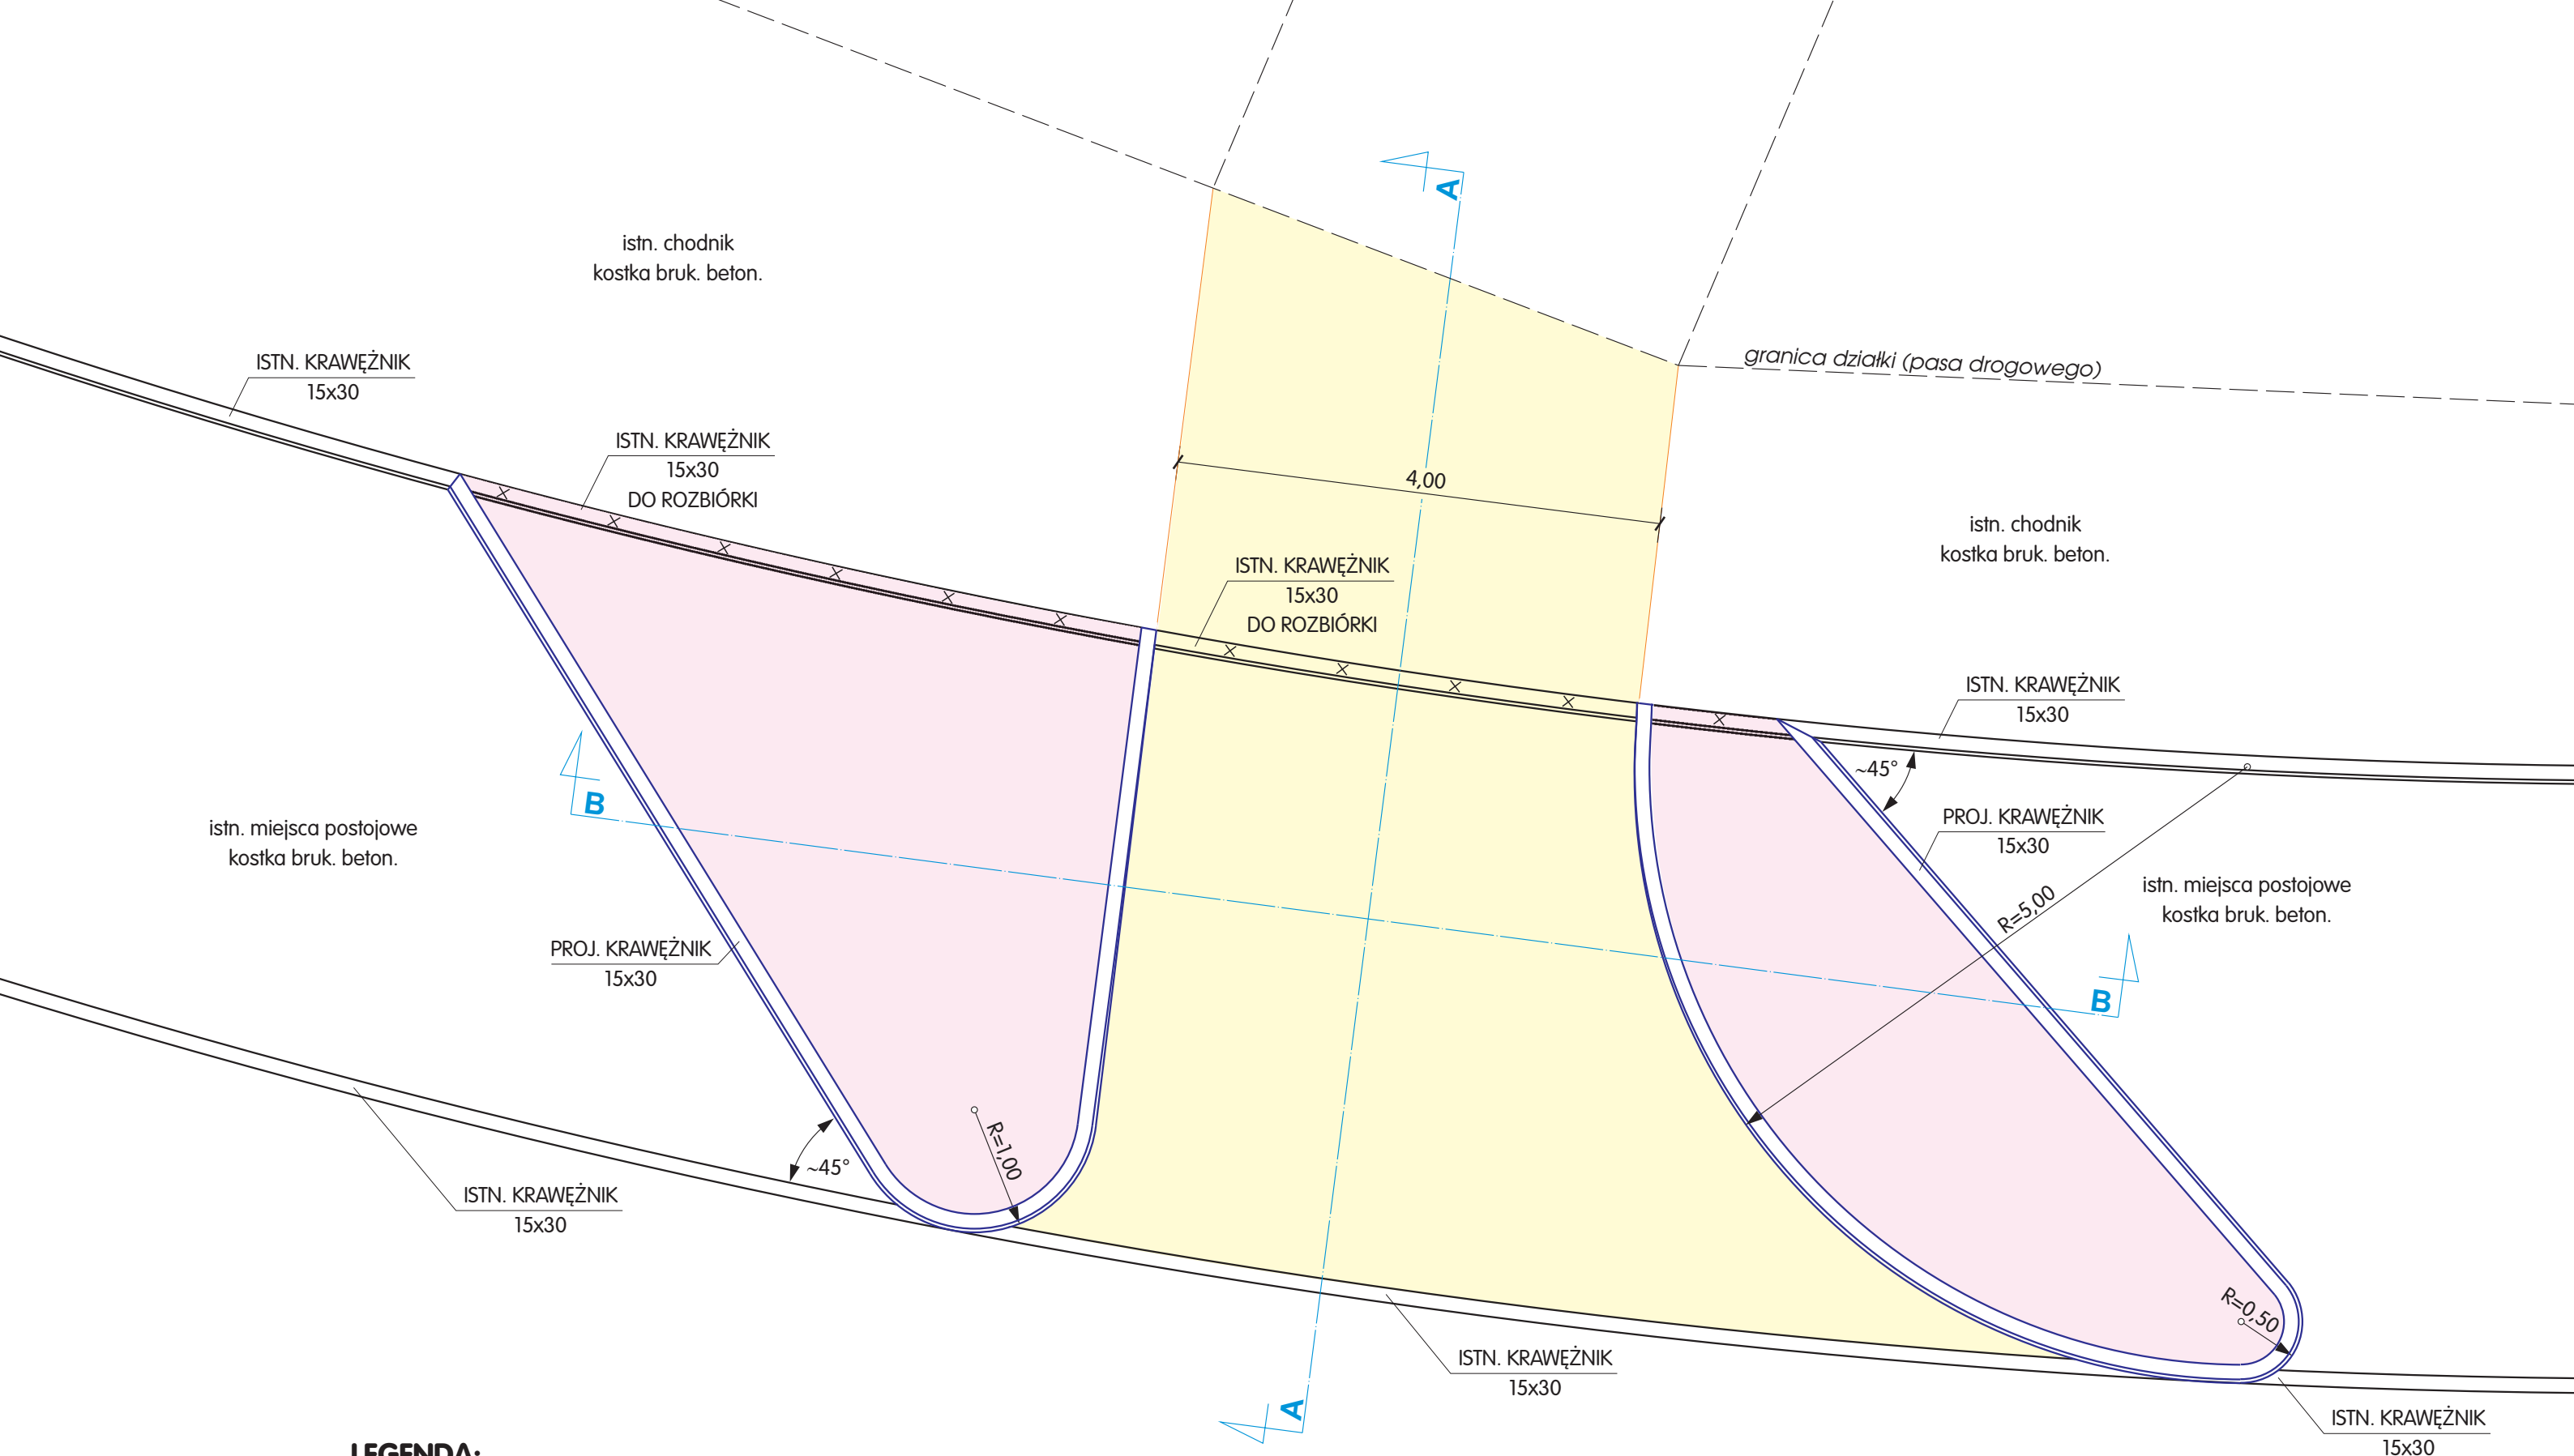 A
istn. chodnik
kostka bruk. beton.
granica działki (pasa drogowego)
ISTN. KRAWĘŻNIK
15x30
ISTN. KRAWĘŻNIK
15x30
DO ROZBIÓRKI
4,00
istn. chodnik
kostka bruk. beton.
ISTN. KRAWĘŻNIK
15x30
DO ROZBIÓRKI
ISTN. KRAWĘŻNIK
15x30
~45°
B
PROJ. KRAWĘŻNIK
15x30
istn. miejsca postojowe
kostka bruk. beton.
istn. miejsca postojowe
kostka bruk. beton.
R=5,00
PROJ. KRAWĘŻNIK
15x30
B
R=1,00
~45°
ISTN. KRAWĘŻNIK
15x30
R=0,50
ISTN. KRAWĘŻNIK
15x30
A
ISTN. KRAWĘŻNIK
15x30
LEGENDA: